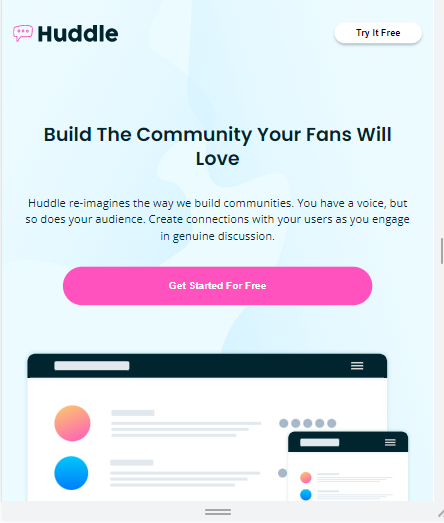 Huddle
Try It Free
Build The Community Your Fans Will
Love
Huddle re-imagines the way we build communities. You have a voice, but
so does your audience. Create connections with your users as you engage
in genuine discussion.
Get Started For Free